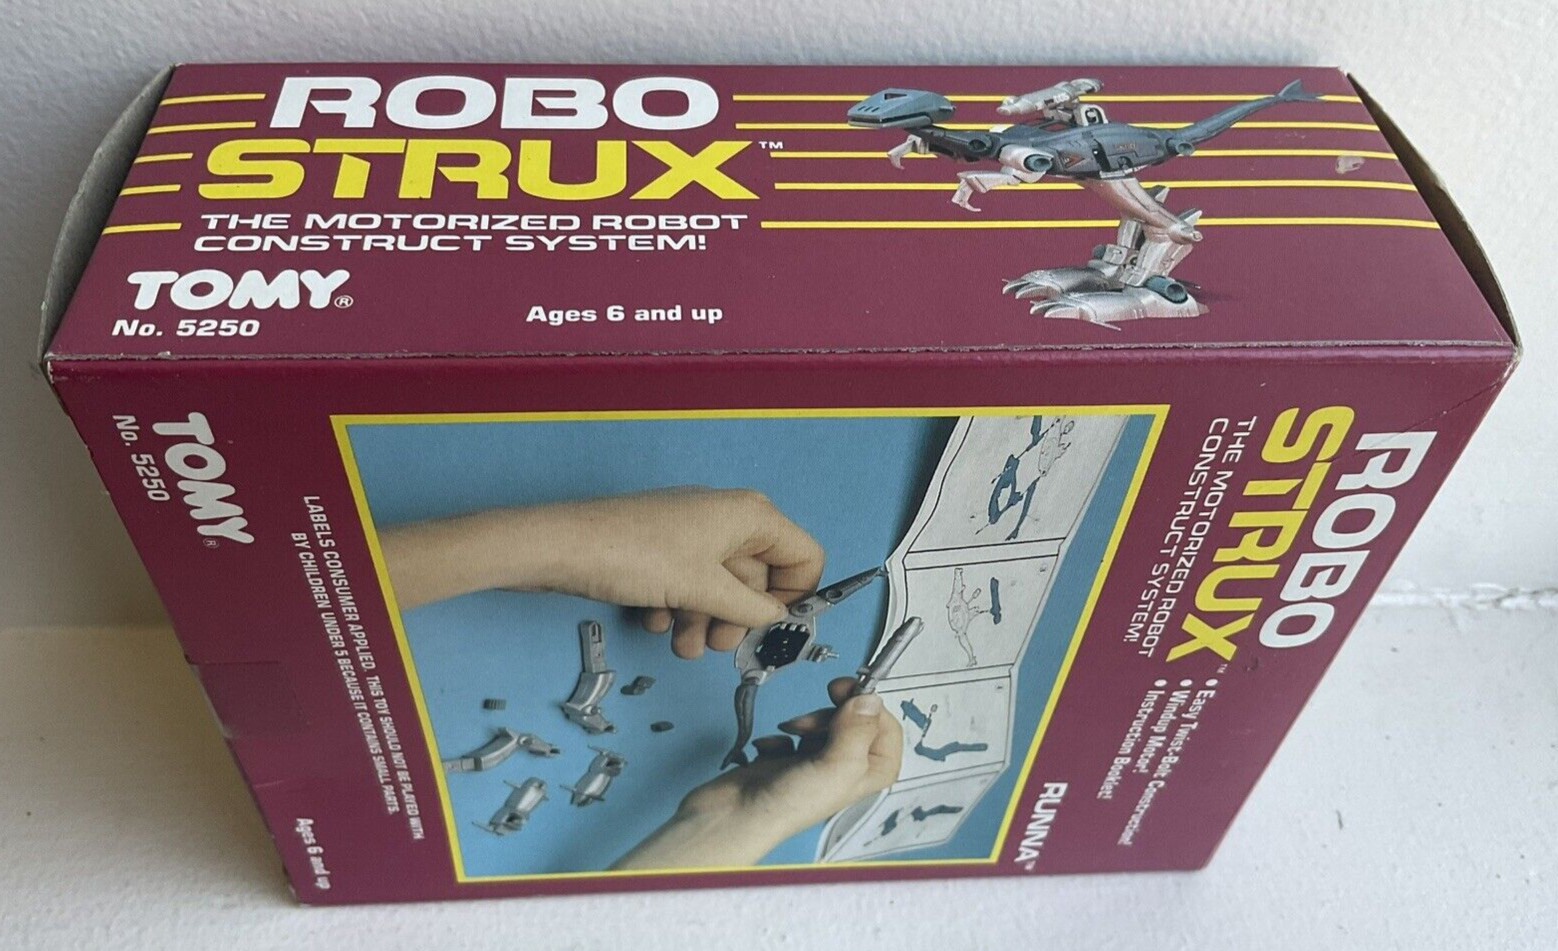 ROBO
STRUX™
THE MOTORIZED ROBOT
CONSTRUCT SYSTEM!
TOMY®
No. 5250
Ages 6 and up
ROBO
STRUX™
THE MOTORIZED ROBOT
CONSTRUCT SYSTEM!
• Easy Twist-Bolt Construction!
• Windup Motor!
• Instruction Booklet!
RUNNA™
TOMY®
No. 5250
LABELS CONSUMER APPLIED. THIS TOY SHOULD NOT BE PLAYED WITH
BY CHILDREN UNDER 5 BECAUSE IT CONTAINS SMALL PARTS.
Ages 6 and up